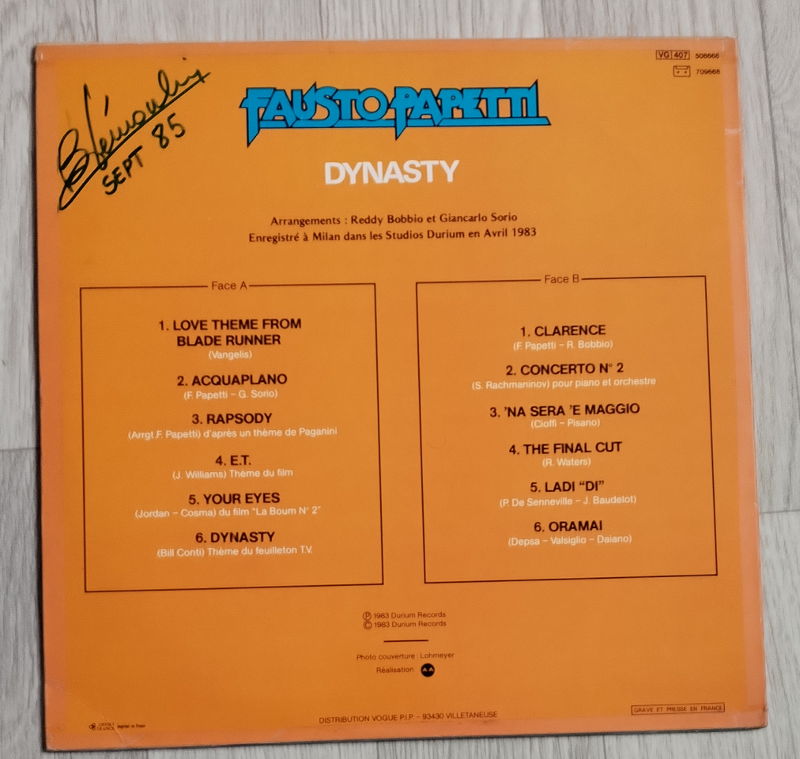 VG 407 508668
709668
SEPT 85
FAUSTO PAPETTI
DYNASTY
Arrangements : Reddy Bobbio et Giancarlo Sorio
Enregistré à Milan dans les Studios Durium en Avril 1983
Face A
1. LOVE THEME FROM
BLADE RUNNER
(Vangelis)
2. ACQUAPLANO
(F. Papetti – G. Sorio)
3. RAPSODY
(Arrgt.F. Papetti) d'après un thème de Paganini
4. E.T.
(J. Williams) Thème du film
5. YOUR EYES
(Jordan – Cosma) du film "La Boum N° 2"
6. DYNASTY
(Bill Conti) Thème du feuilleton T.V.
Face B
1. CLARENCE
(F. Papetti – R. Bobbio)
2. CONCERTO N° 2
(S. Rachmaninov) pour piano et orchestre
3. 'NA SERA 'E MAGGIO
(Cioffi – Pisano)
4. THE FINAL CUT
(R. Waters)
5. LADI "DI"
(P. De Senneville – J. Baudelot)
6. ORAMAI
(Depsa – Valsiglio – Daiano)
Ⓟ 1983 Durium Records
© 1983 Durium Records
Photo couverture : Lohmeyer
Réalisation
DISTRIBUTION VOGUE P.I.P. – 93430 VILLETANEUSE
GRAVE ET PRESSE EN FRANCE